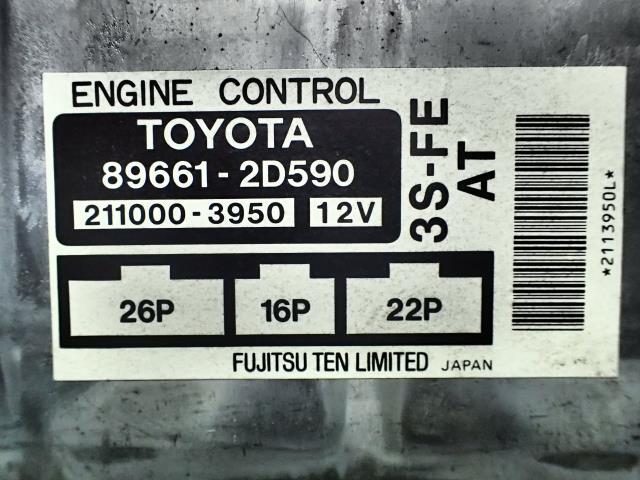 ENGINE CONTROL
TOYOTA
89661-2D590
211000-3950 12V
3S-FE
AT
26P 16P 22P
FUJITSU TEN LIMITED JAPAN
*2113950L*